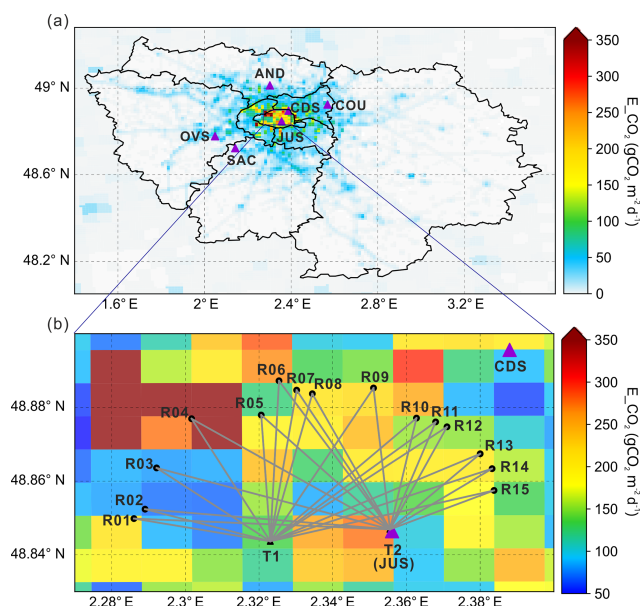 (a)
49° N
48.6° N
48.2° N
AND
CDS
COU
OVS
JUS
SAC
1.6° E
2° E
2.4° E
2.8° E
3.2° E
350
300
250
200
150
100
50
0
E_CO₂ (gCO₂ m⁻² d⁻¹)
(b)
48.88° N
48.86° N
48.84° N
R06
R07
R08
R09
CDS
R04
R05
R10
R11
R12
R03
R13
R14
R02
R15
R01
T1
T2
(JUS)
2.28° E
2.30° E
2.32° E
2.34° E
2.36° E
2.38° E
350
300
250
200
150
100
50
E_CO₂ (gCO₂ m⁻² d⁻¹)